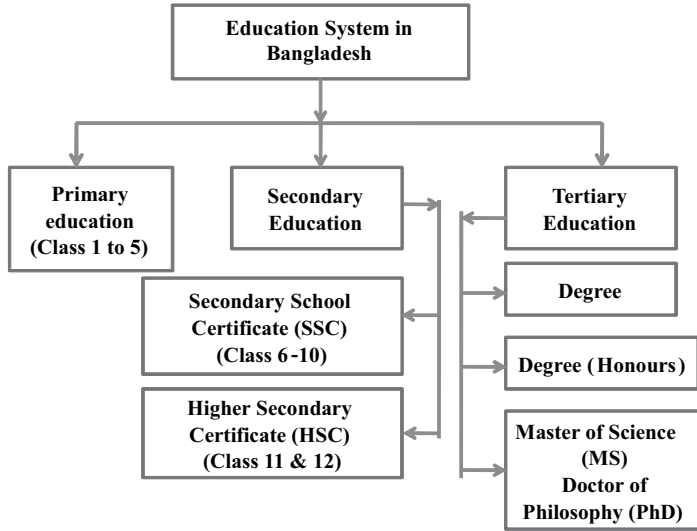 Education System in
Bangladesh
Primary
education
(Class 1 to 5)
Secondary
Education
Tertiary
Education
Secondary School
Certificate (SSC)
(Class 6-10)
Higher Secondary
Certificate (HSC)
(Class 11 & 12)
Degree
Degree (Honours)
Master of Science
(MS)
Doctor of
Philosophy (PhD)